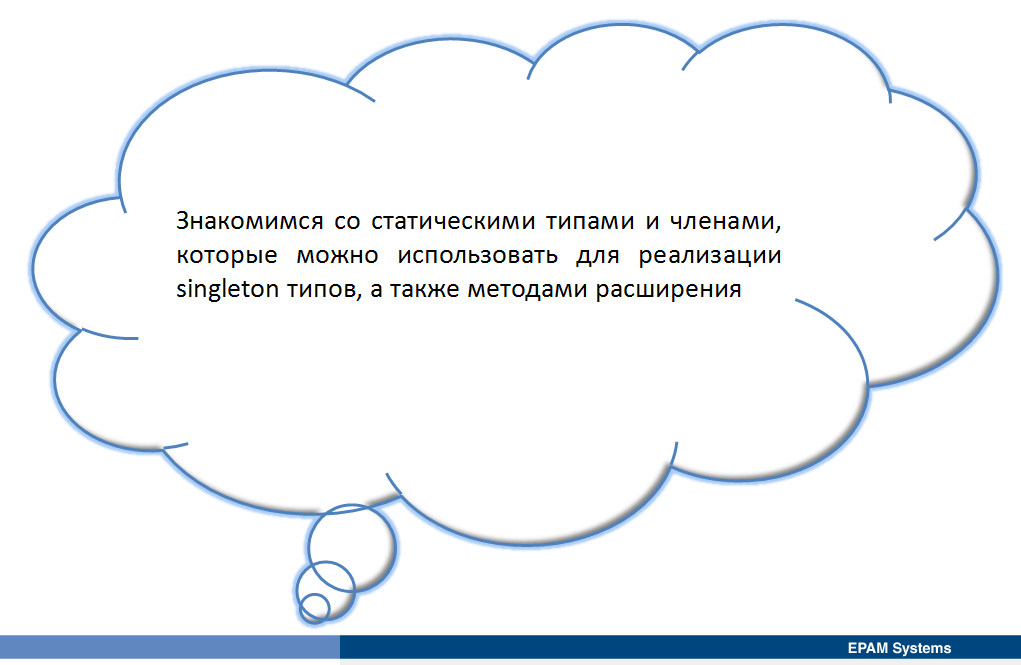 Знакомимся со статическими типами и членами,
которые можно использовать для реализации
singleton типов, а также методами расширения
EPAM Systems